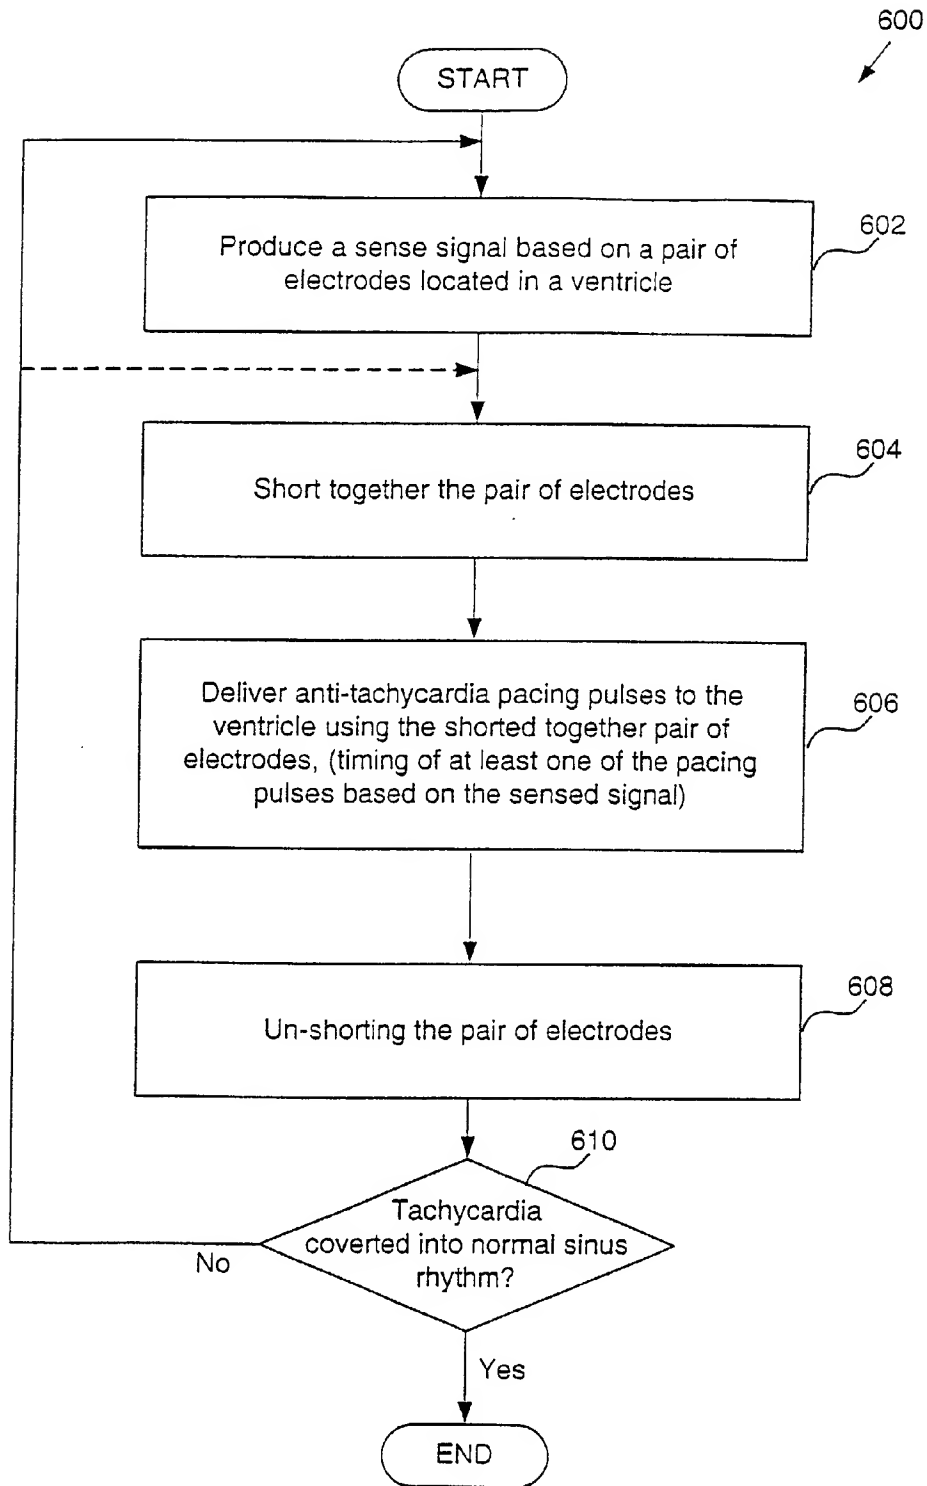 600
START
602
Produce a sense signal based on a pair of
electrodes located in a ventricle
604
Short together the pair of electrodes
606
Deliver anti-tachycardia pacing pulses to the
ventricle using the shorted together pair of
electrodes, (timing of at least one of the pacing
pulses based on the sensed signal)
608
Un-shorting the pair of electrodes
610
Tachycardia
coverted into normal sinus
rhythm?
No
Yes
END